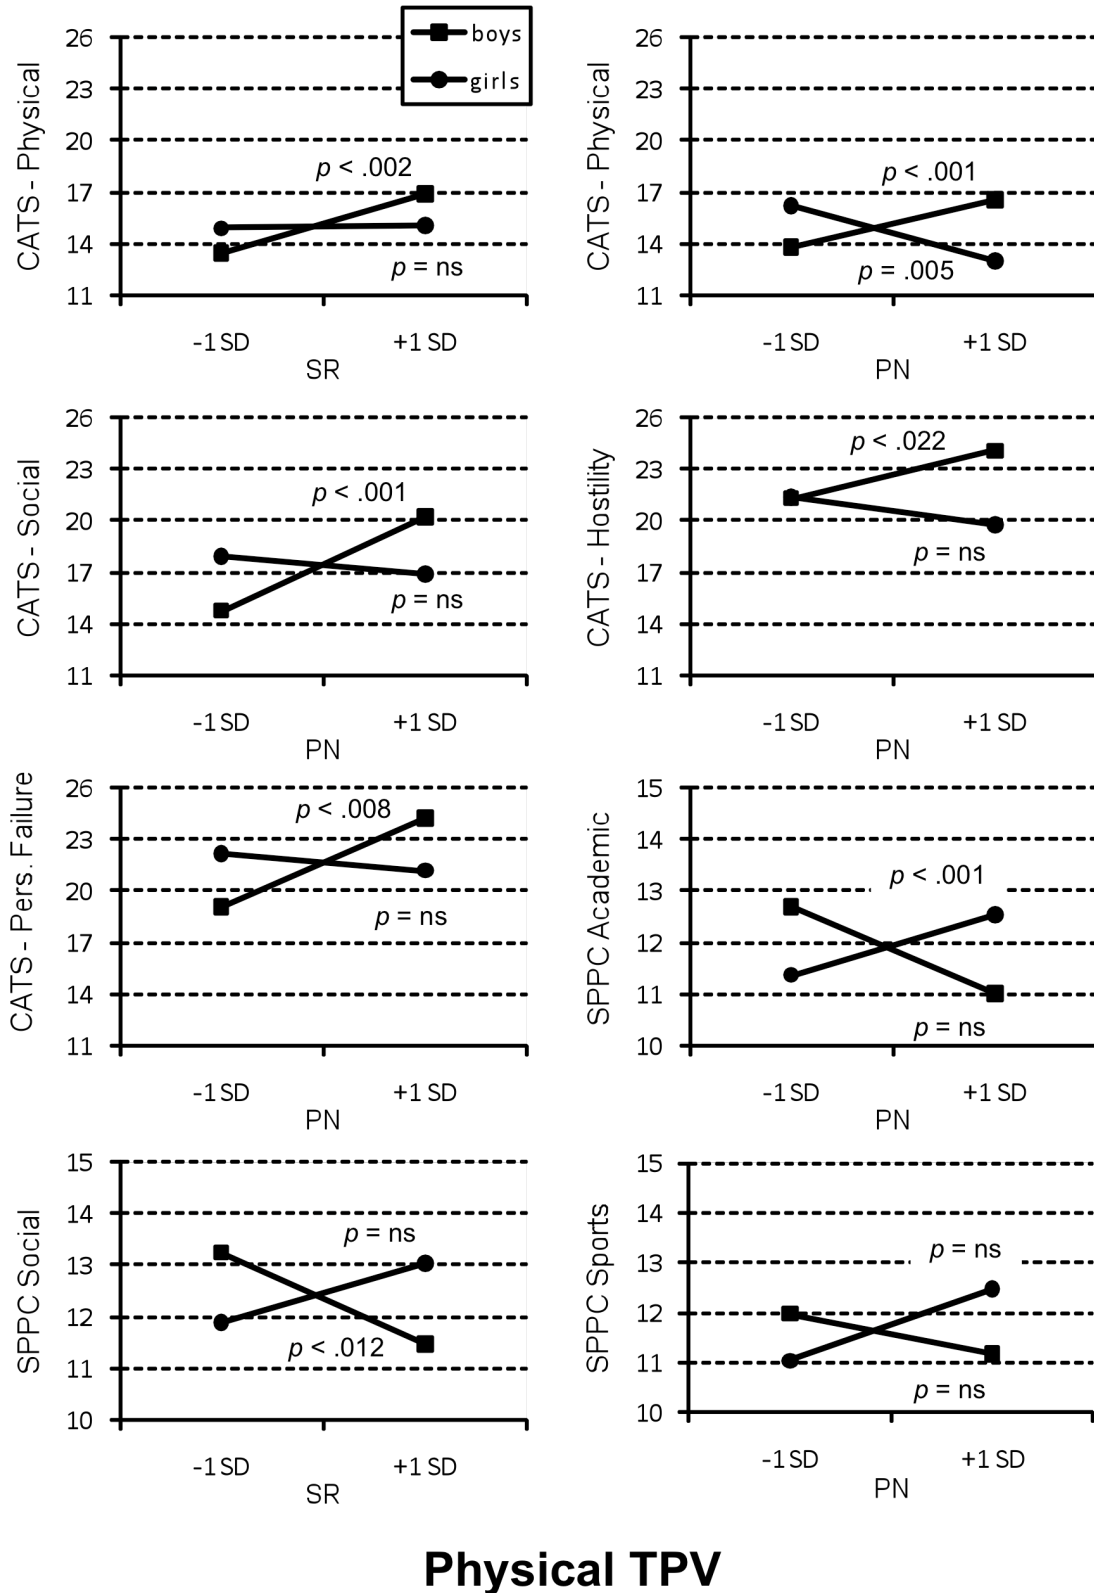 boys
girls
CATS - Physical
26
23
20
17
14
11
p < .002
p = ns
-1 SD
+1 SD
SR
CATS - Physical
26
23
20
17
14
11
p < .001
p = .005
-1 SD
+1 SD
PN
CATS - Social
26
23
20
17
14
11
p < .001
p = ns
-1 SD
+1 SD
PN
CATS - Hostility
26
23
20
17
14
11
p < .022
p = ns
-1 SD
+1 SD
PN
CATS - Pers. Failure
26
23
20
17
14
11
p < .008
p = ns
-1 SD
+1 SD
PN
SPPC Academic
15
14
13
12
11
10
p < .001
p = ns
-1 SD
+1 SD
PN
SPPC Social
15
14
13
12
11
10
p = ns
p < .012
-1 SD
+1 SD
SR
SPPC Sports
15
14
13
12
11
10
p = ns
p = ns
-1 SD
+1 SD
PN
Physical TPV